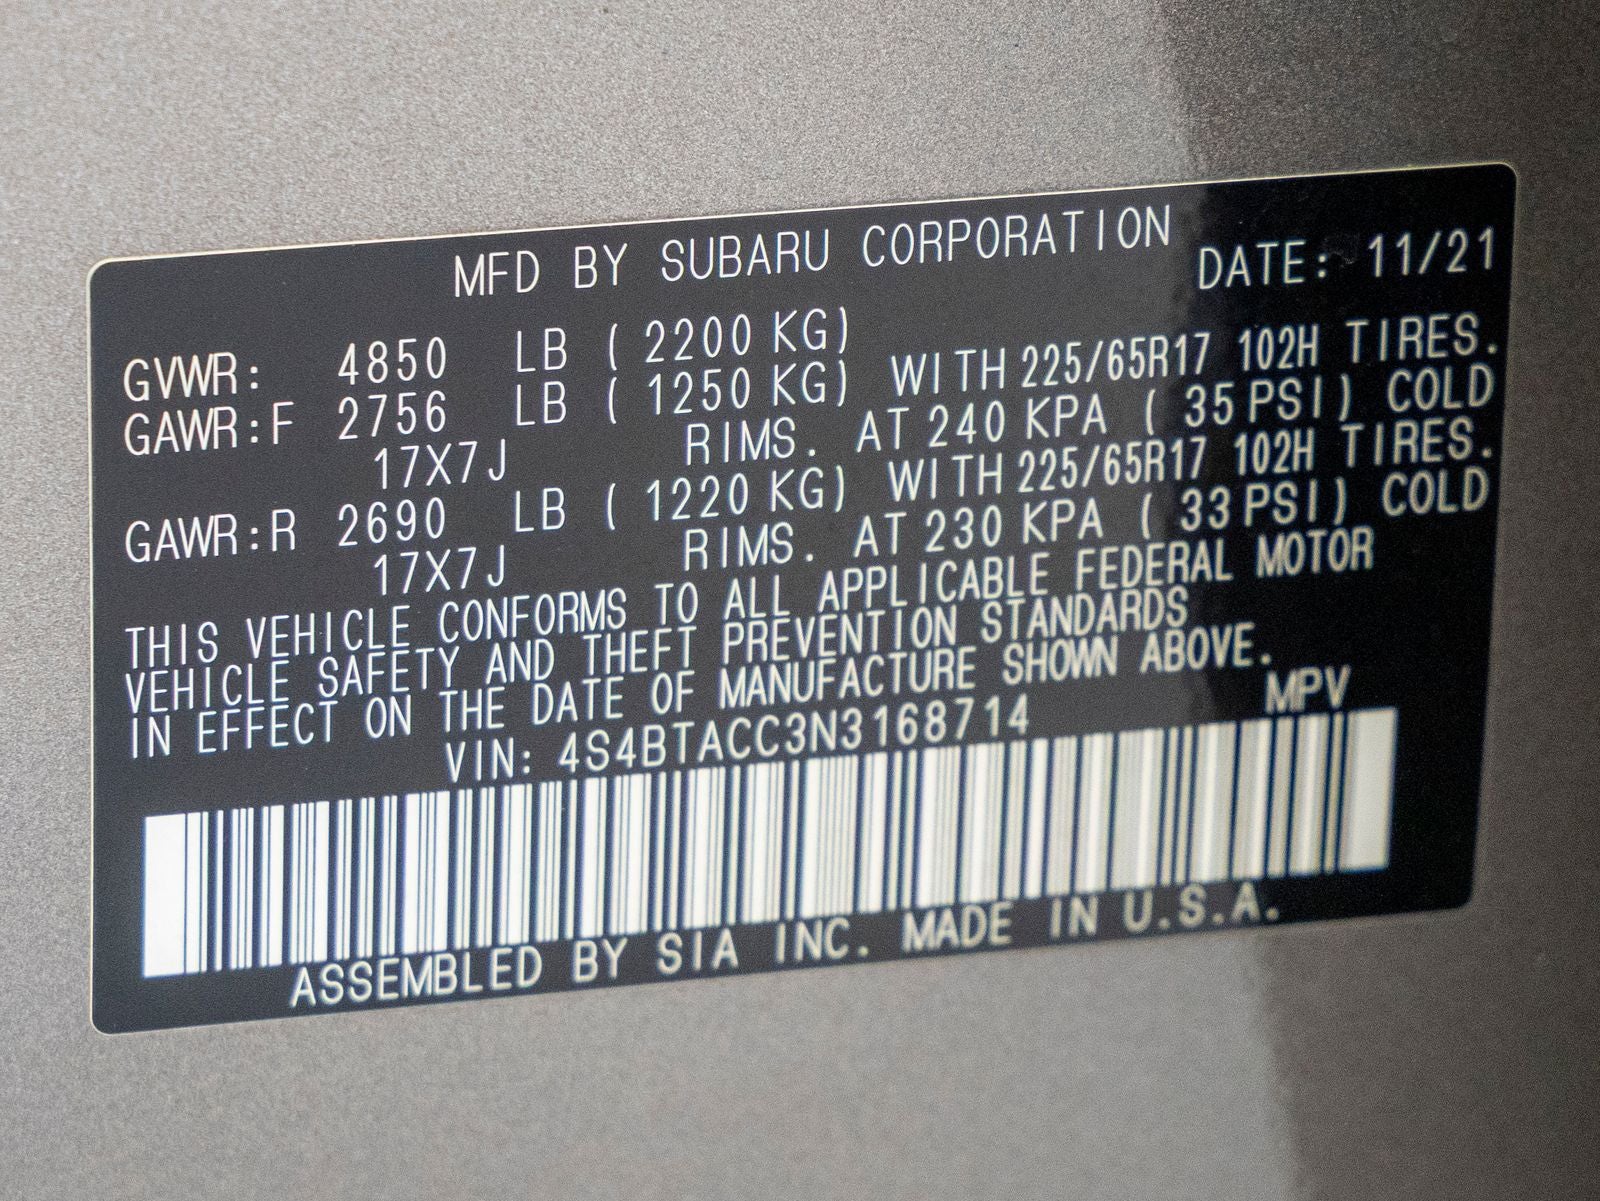 MFD BY SUBARU CORPORATION DATE: 11/21
GVWR: 4850 LB ( 2200 KG)
GAWR:F 2756 LB ( 1250 KG) WITH 225/65R17 102H TIRES.
17X7J RIMS. AT 240 KPA ( 35 PSI) COLD
GAWR:R 2690 LB ( 1220 KG) WITH 225/65R17 102H TIRES.
17X7J RIMS. AT 230 KPA ( 33 PSI) COLD
THIS VEHICLE CONFORMS TO ALL APPLICABLE FEDERAL MOTOR
VEHICLE SAFETY AND THEFT PREVENTION STANDARDS
IN EFFECT ON THE DATE OF MANUFACTURE SHOWN ABOVE.
VIN: 4S4BTACC3N3168714 MPV
ASSEMBLED BY SIA INC. MADE IN U.S.A.